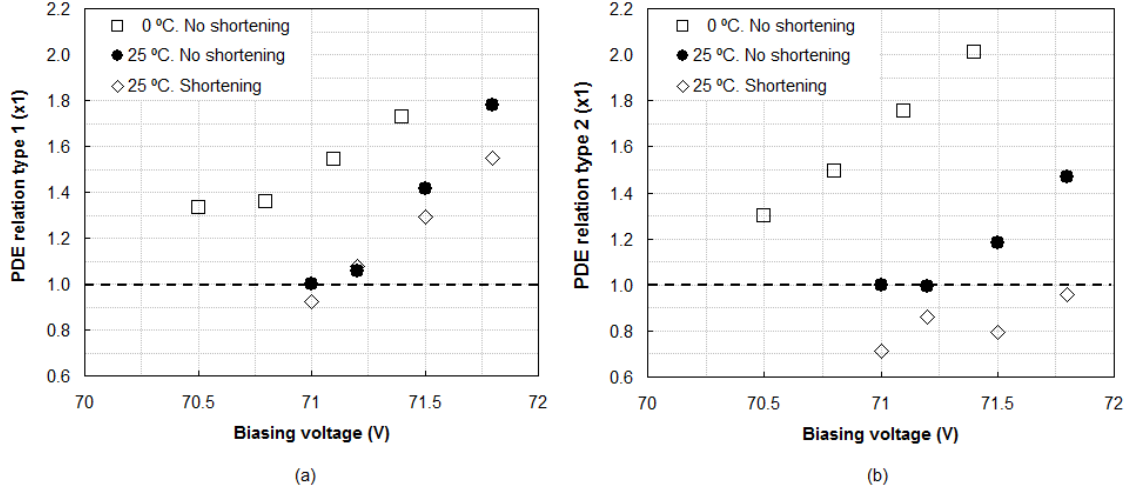 2.2
2.0
1.8
1.6
1.4
1.2
1.0
0.8
0.6
PDE relation type 1 (x1)
0 ºC. No shortening
25 ºC. No shortening
25 ºC. Shortening
70
70.5
71
71.5
72
Biasing voltage (V)
(a)
2.2
2.0
1.8
1.6
1.4
1.2
1.0
0.8
0.6
PDE relation type 2 (x1)
0 ºC. No shortening
25 ºC. No shortening
25 ºC. Shortening
70
70.5
71
71.5
72
Biasing voltage (V)
(b)